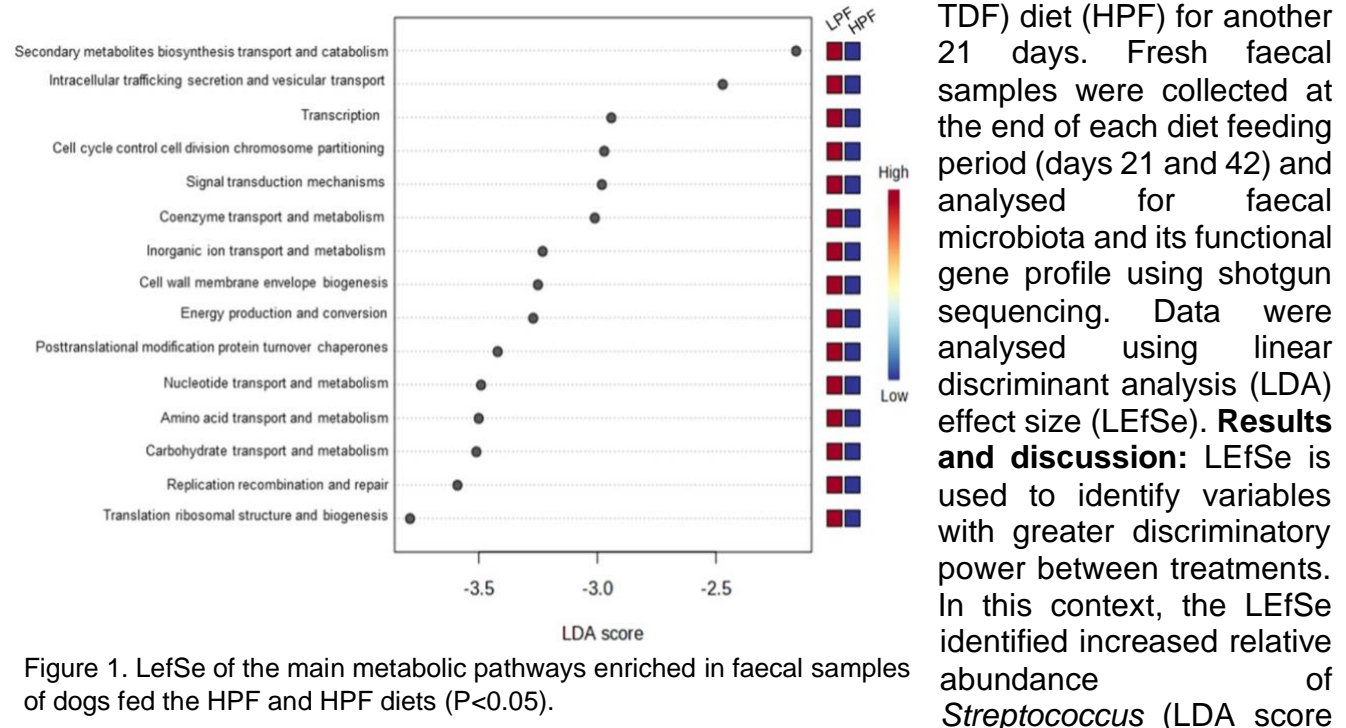 LPF HPF
Secondary metabolites biosynthesis transport and catabolism
Intracellular trafficking secretion and vesicular transport
Transcription
Cell cycle control cell division chromosome partitioning
Signal transduction mechanisms
Coenzyme transport and metabolism
Inorganic ion transport and metabolism
Cell wall membrane envelope biogenesis
Energy production and conversion
Posttranslational modification protein turnover chaperones
Nucleotide transport and metabolism
Amino acid transport and metabolism
Carbohydrate transport and metabolism
Replication recombination and repair
Translation ribosomal structure and biogenesis
-3.5 -3.0 -2.5
LDA score
High
Low
Figure 1. LefSe of the main metabolic pathways enriched in faecal samples
of dogs fed the HPF and HPF diets (P<0.05).
TDF) diet (HPF) for another
21 days. Fresh faecal
samples were collected at
the end of each diet feeding
period (days 21 and 42) and
analysed for faecal
microbiota and its functional
gene profile using shotgun
sequencing. Data were
analysed using linear
discriminant analysis (LDA)
effect size (LEfSe). Results
and discussion: LEfSe is
used to identify variables
with greater discriminatory
power between treatments.
In this context, the LEfSe
identified increased relative
abundance of
Streptococcus (LDA score